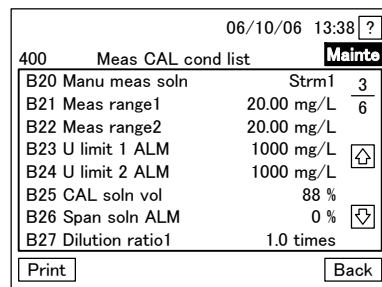 06/10/06 13:38 ?
400 Meas CAL cond list Mainte
B20 Manu meas soln Strm1
B21 Meas range1 20.00 mg/L
B22 Meas range2 20.00 mg/L
B23 U limit 1 ALM 1000 mg/L
B24 U limit 2 ALM 1000 mg/L
B25 CAL soln vol 88 %
B26 Span soln ALM 0 %
B27 Dilution ratio1 1.0 times
3
6
Print Back